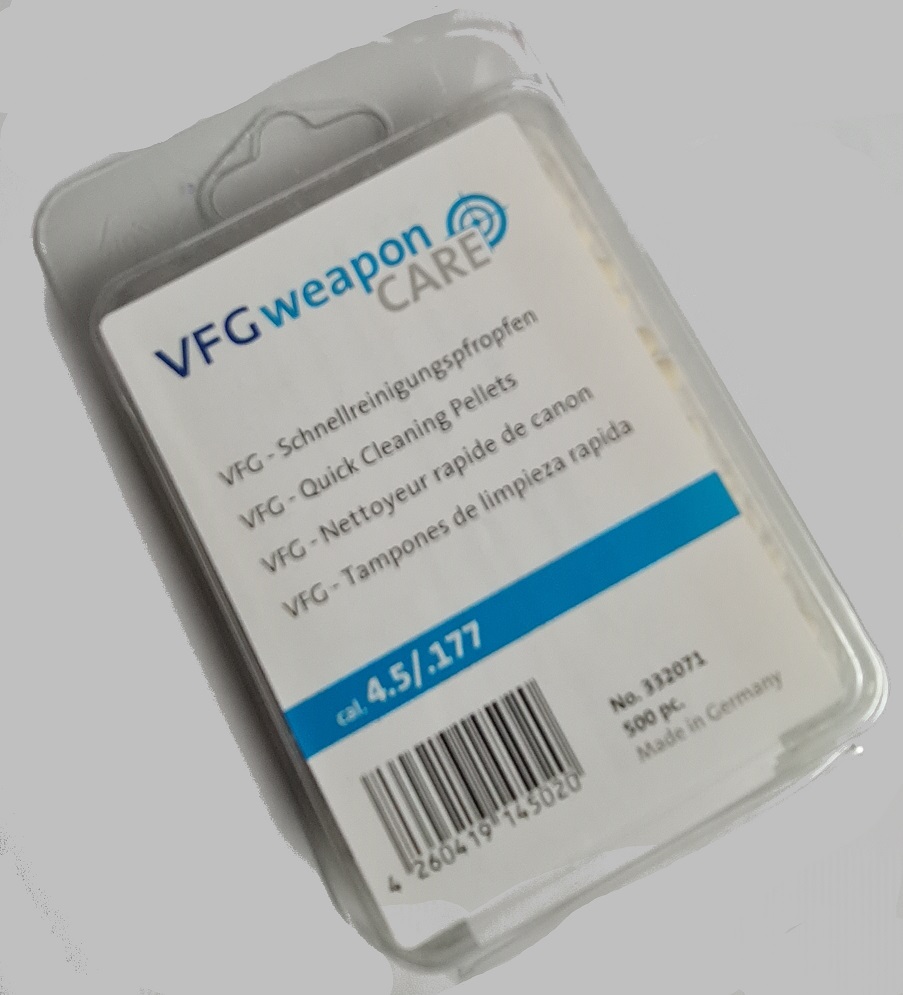 VFG weapon
CARE
VFG - Schnellreinigungspfropfen
VFG - Quick Cleaning Pellets
VFG - Nettoyeur rapide de canon
VFG - Tampones de limpieza rapida
cal. 4.5/.177
No. 332071
500 pc.
Made in Germany
4 260419 145020